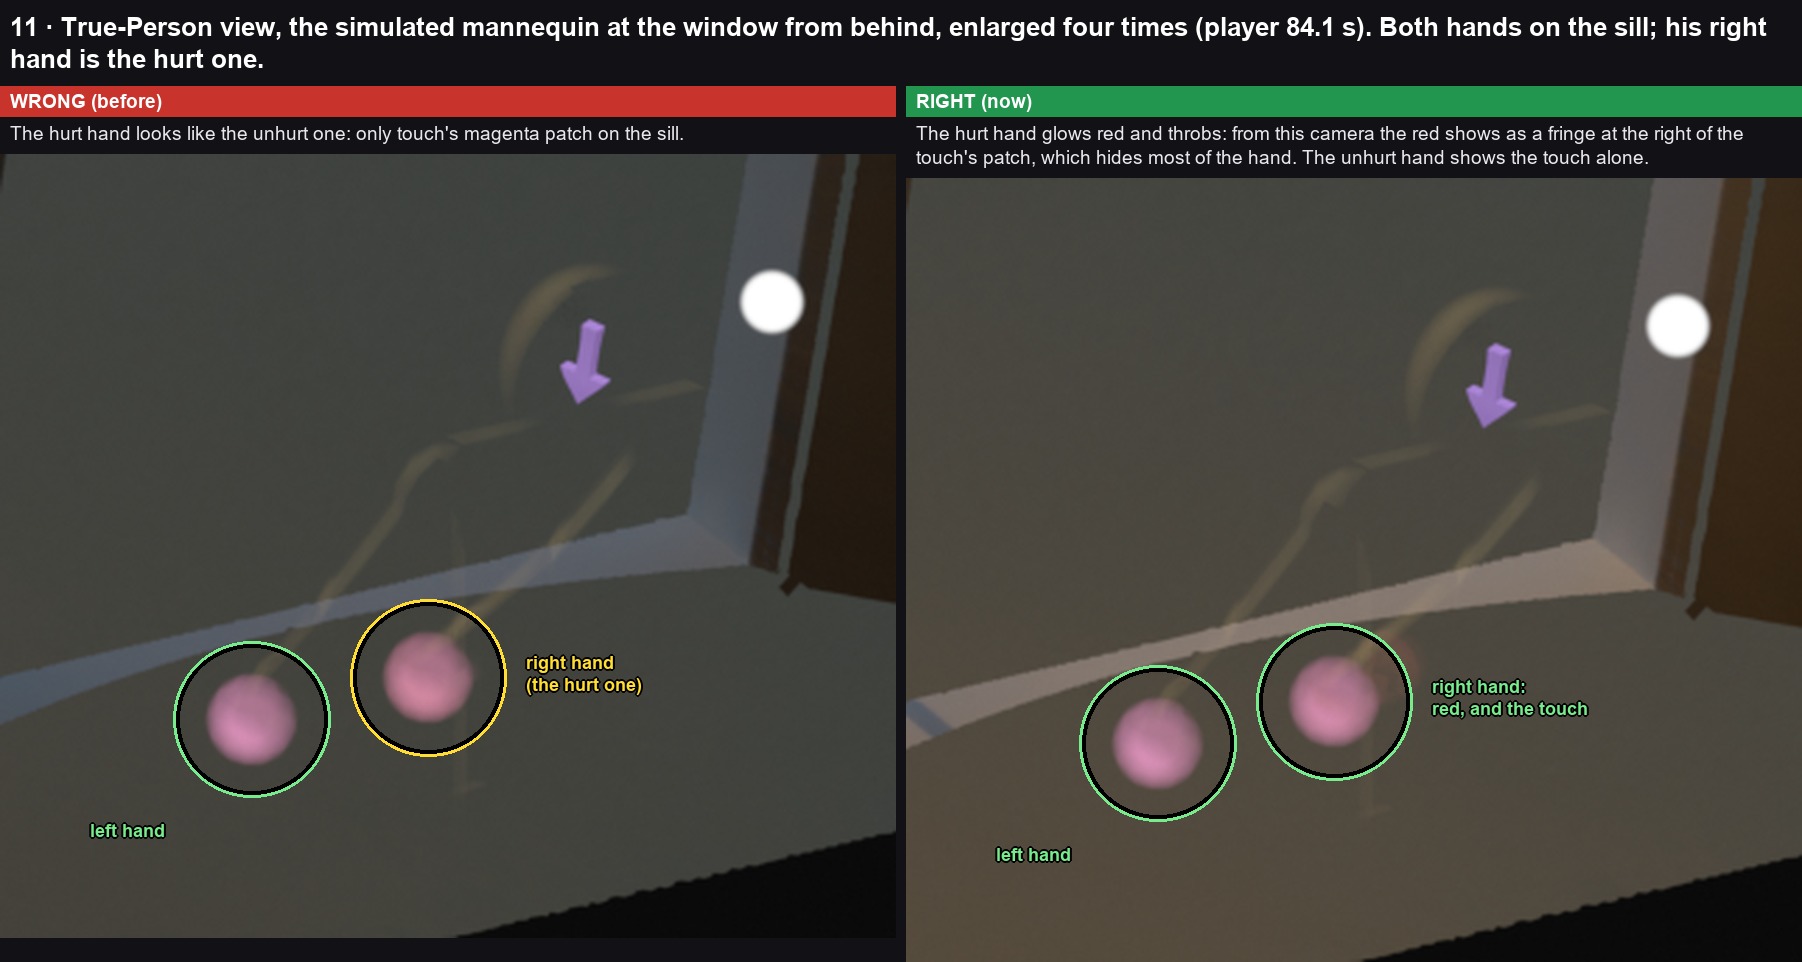 11 · True-Person view, the simulated mannequin at the window from behind, enlarged four times (player 84.1 s). Both hands on the sill; his right
hand is the hurt one.
WRONG (before)
The hurt hand looks like the unhurt one: only touch's magenta patch on the sill.
right hand
(the hurt one)
left hand
RIGHT (now)
The hurt hand glows red and throbs: from this camera the red shows as a fringe at the right of the
touch's patch, which hides most of the hand. The unhurt hand shows the touch alone.
right hand:
red, and the touch
left hand